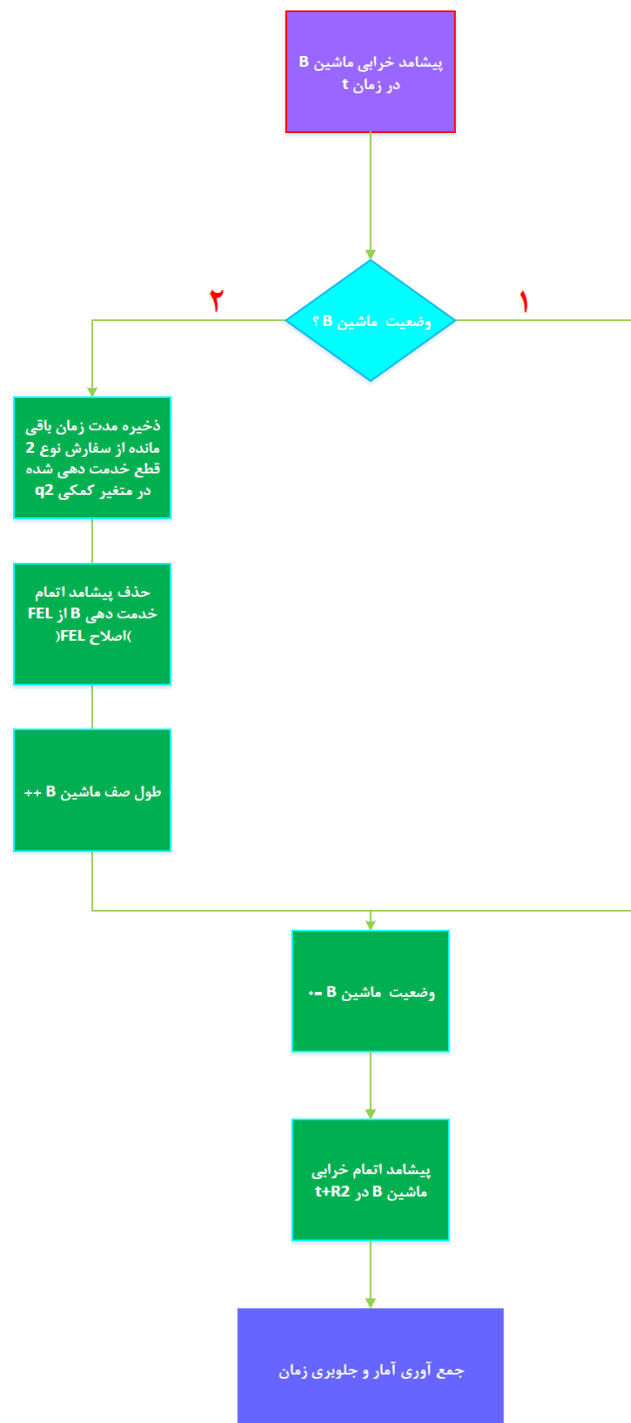 پیشامد خرابی ماشین B
در زمان t
وضعیت ماشین B ؟
۲
۱
ذخیره مدت زمان باقی
مانده از سفارش نوع 2
قطع خدمت دهی شده
در متغیر کمکی q2
حذف پیشامد اتمام
خدمت دهی B از FEL
)اصلاح FEL(
طول صف ماشین B ++
وضعیت ماشین B =۰
پیشامد اتمام خرابی
ماشین B در t+R2
جمع آوری آمار و جلوبری زمان